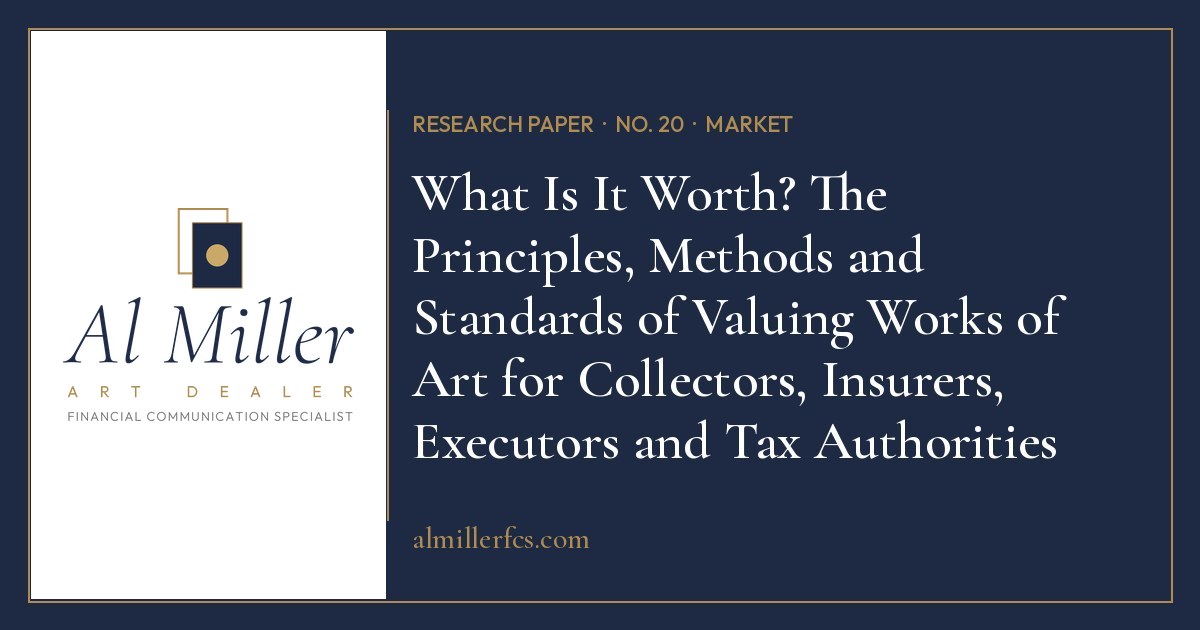 Al Miller
ART DEALER
FINANCIAL COMMUNICATION SPECIALIST
RESEARCH PAPER · NO. 20 · MARKET
What Is It Worth? The
Principles, Methods and
Standards of Valuing Works of
Art for Collectors, Insurers,
Executors and Tax Authorities
almillerfcs.com